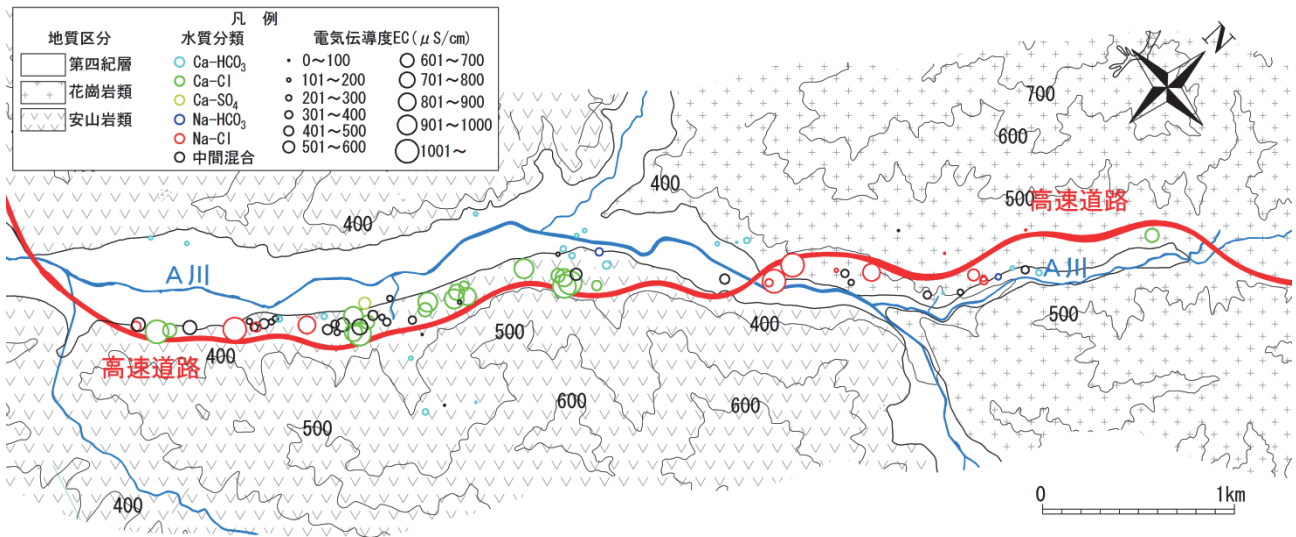 凡 例
地質区分
第四紀層
花崗岩類
安山岩類
水質分類
Ca-HCO₃
Ca-Cl
Ca-SO₄
Na-HCO₃
Na-Cl
中間混合
電気伝導度EC(μS/cm)
0～100
101～200
201～300
301～400
401～500
501～600
601～700
701～800
801～900
901～1000
1001～
N
700
600
500
高速道路
400
400
A川
A川
500
500
400
400
高速道路
600
600
500
400
0 1km